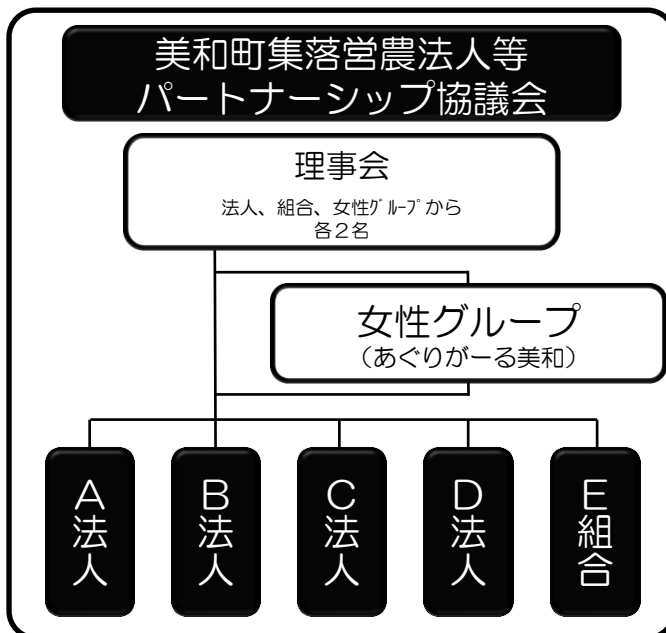 美和町集落営農法人等
パートナーシップ協議会
理事会
法人、組合、女性ｸﾞﾙｰﾌﾟから
各２名
女性グループ
（あぐりがーる美和）
Ａ法人
Ｂ法人
Ｃ法人
Ｄ法人
Ｅ組合